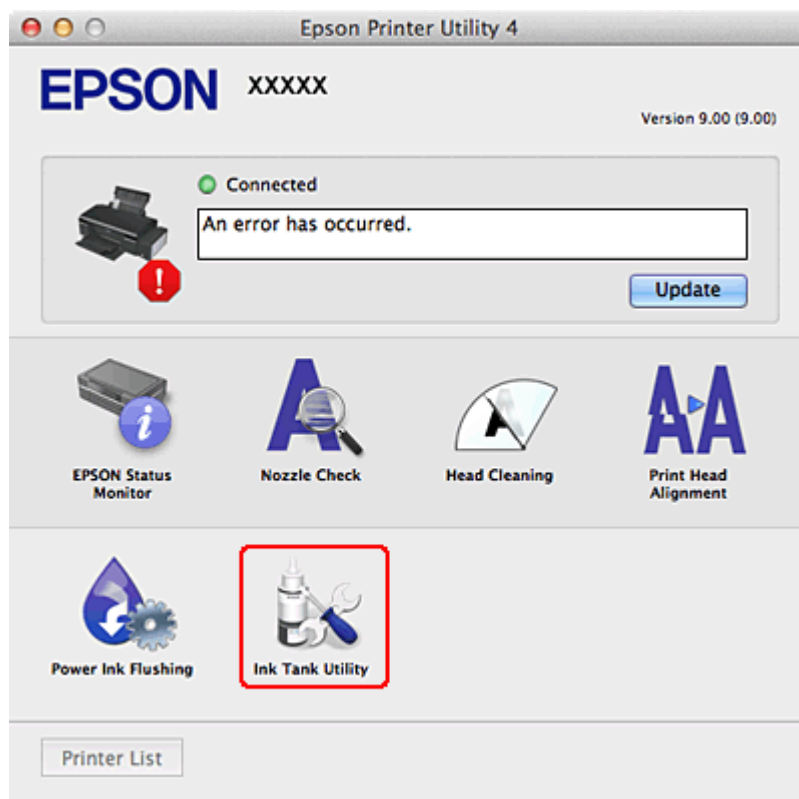 Epson Printer Utility 4
EPSON XXXXX
Version 9.00 (9.00)
Connected
An error has occurred.
Update
EPSON Status
Monitor
Nozzle Check
Head Cleaning
Print Head
Alignment
Power Ink Flushing
Ink Tank Utility
Printer List